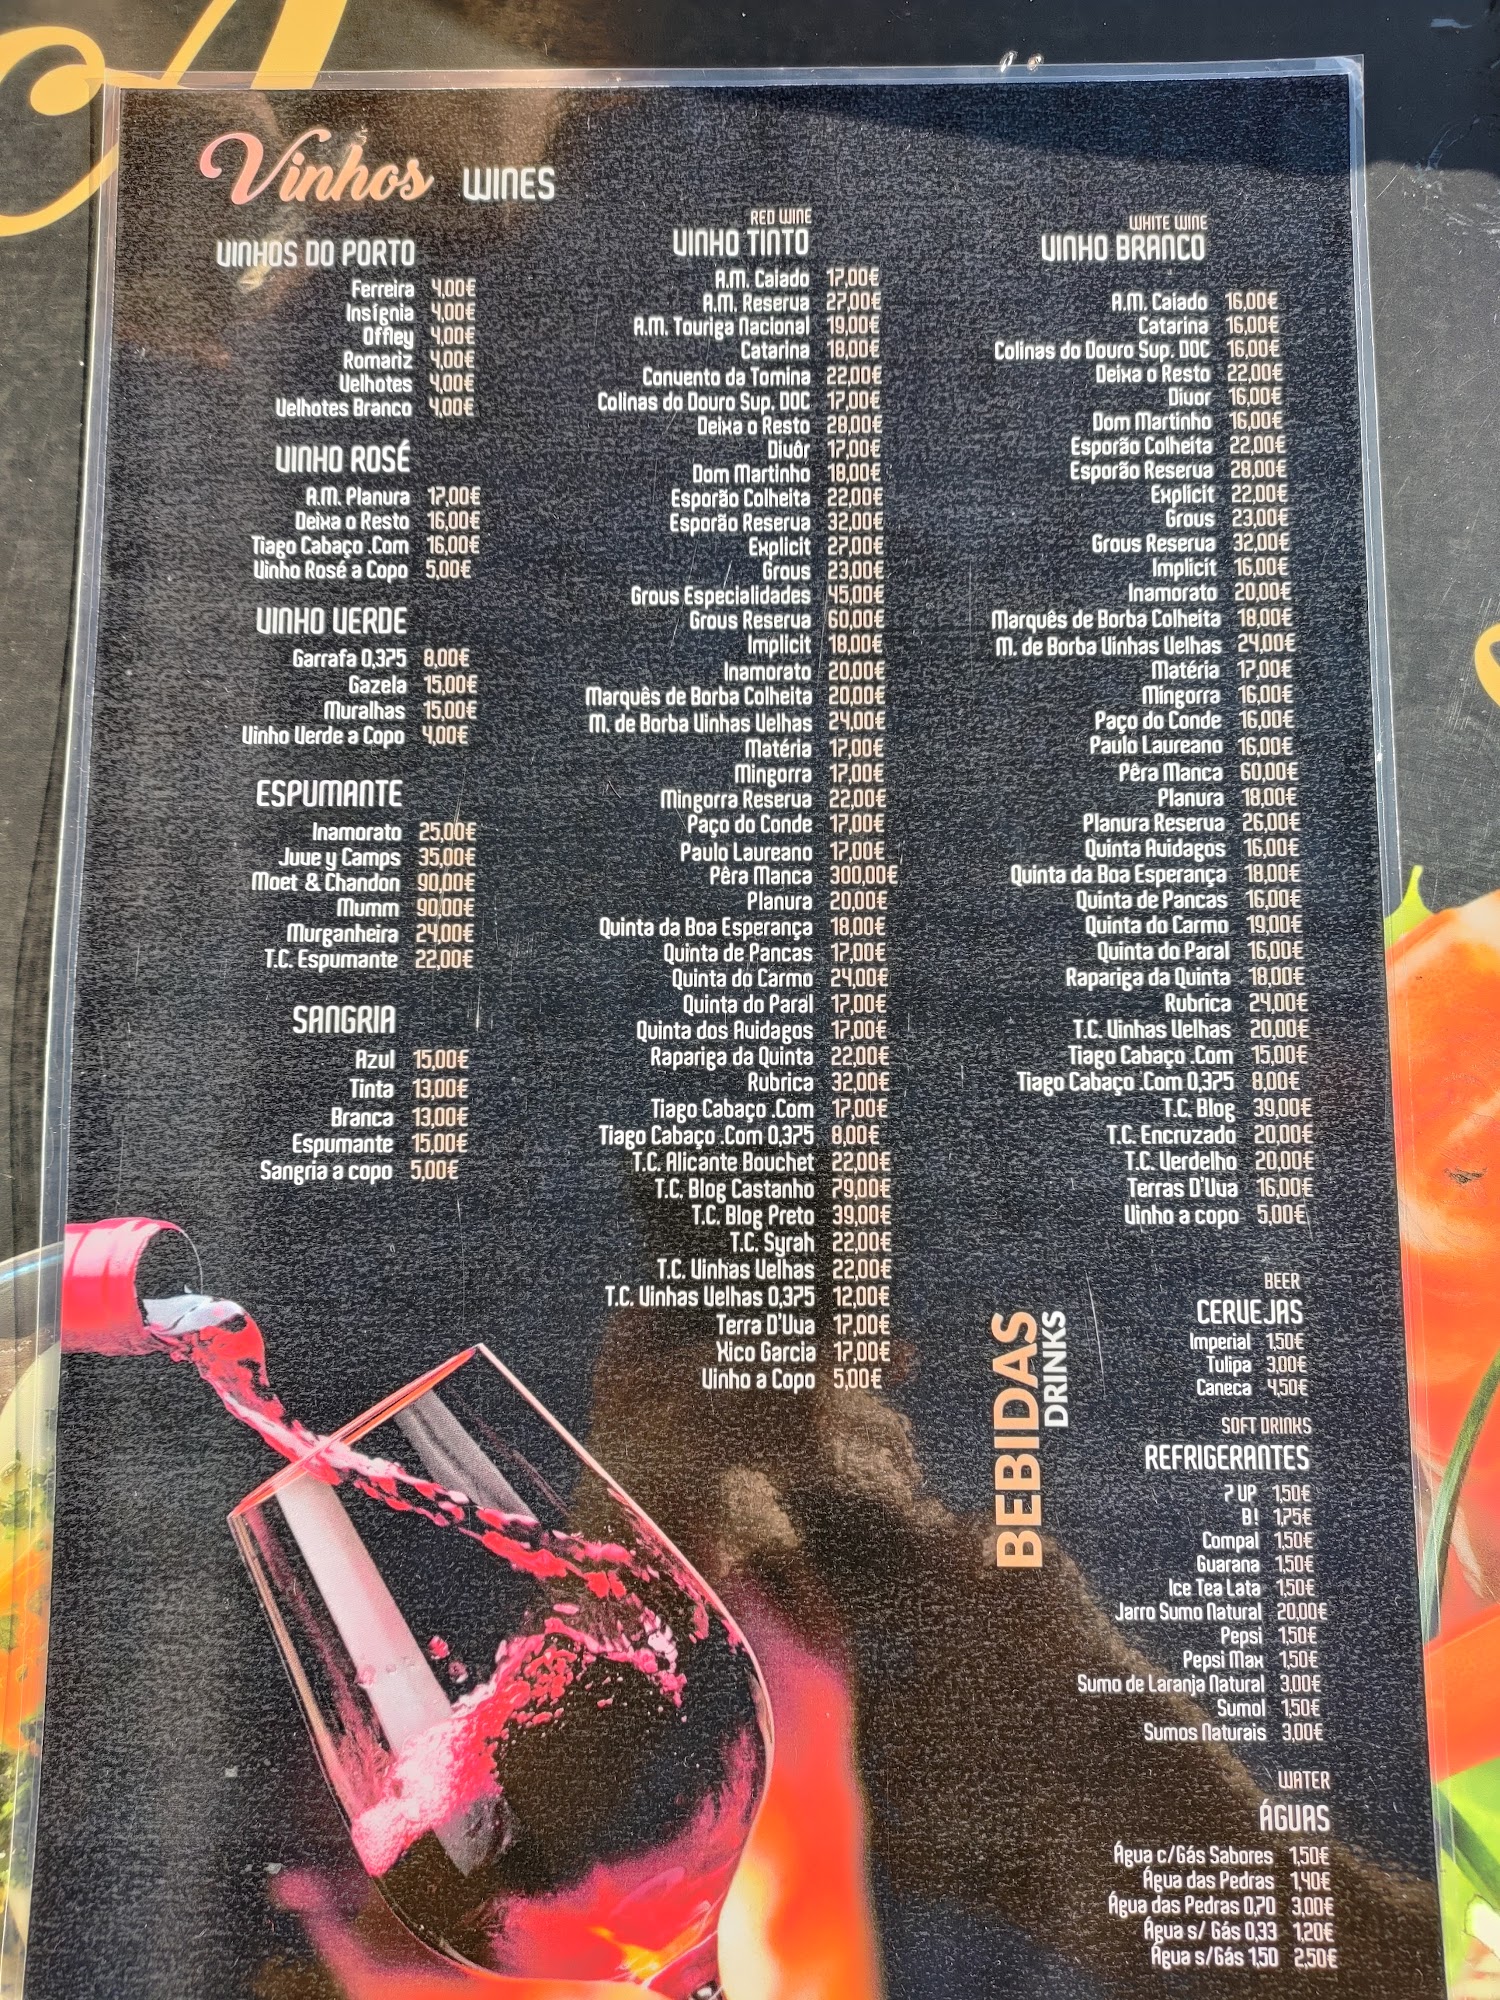 Vinhos WINES
VINHOS DO PORTO
Ferreira 4,00€
Insígnia 4,00€
Offley 4,00€
Romariz 4,00€
Velhotes 4,00€
Velhotes Branco 4,00€
VINHO ROSÉ
A.M. Planura 17,00€
Deixa o Resto 16,00€
Tiago Cabaço .Com 16,00€
Vinho Rosé a Copo 5,00€
VINHO VERDE
Garrafa 0,375 8,00€
Gazela 15,00€
Muralhas 15,00€
Vinho Verde a Copo 4,00€
ESPUMANTE
Inamorato 25,00€
Juve y Camps 35,00€
Moet & Chandon 90,00€
Mumm 90,00€
Murganheira 24,00€
T.C. Espumante 22,00€
SANGRIA
Azul 15,00€
Tinta 13,00€
Branca 13,00€
Espumante 15,00€
Sangria a copo 5,00€
RED WINE
VINHO TINTO
A.M. Caiado 17,00€
A.M. Reserva 27,00€
A.M. Touriga Nacional 19,00€
Catarina 18,00€
Convento da Tomina 22,00€
Colinas do Douro Sup. DOC 17,00€
Deixa o Resto 28,00€
Divôr 17,00€
Dom Martinho 18,00€
Esporão Colheita 22,00€
Esporão Reserva 32,00€
Explicit 27,00€
Grous 23,00€
Grous Especialidades 45,00€
Grous Reserva 60,00€
Implicit 18,00€
Inamorato 20,00€
Marquês de Borba Colheita 20,00€
M. de Borba Vinhas Velhas 24,00€
Matéria 17,00€
Mingorra 17,00€
Mingorra Reserva 22,00€
Paço do Conde 17,00€
Paulo Laureano 17,00€
Pêra Manca 300,00€
Planura 20,00€
Quinta da Boa Esperança 18,00€
Quinta de Pancas 17,00€
Quinta do Carmo 24,00€
Quinta do Paral 17,00€
Quinta dos Avidagos 17,00€
Rapariga da Quinta 22,00€
Rubrica 32,00€
Tiago Cabaço .Com 17,00€
Tiago Cabaço .Com 0,375 8,00€
T.C. Alicante Bouchet 22,00€
T.C. Blog Castanho 79,00€
T.C. Blog Preto 39,00€
T.C. Syrah 22,00€
T.C. Vinhas Velhas 22,00€
T.C. Vinhas Velhas 0,375 12,00€
Terra D'Uva 17,00€
Xico Garcia 17,00€
Vinho a Copo 5,00€
WHITE WINE
VINHO BRANCO
A.M. Caiado 16,00€
Catarina 16,00€
Colinas do Douro Sup. DOC 16,00€
Deixa o Resto 22,00€
Divor 16,00€
Dom Martinho 16,00€
Esporão Colheita 22,00€
Esporão Reserva 28,00€
Explicit 22,00€
Grous 23,00€
Grous Reserva 32,00€
Implicit 16,00€
Inamorato 20,00€
Marquês de Borba Colheita 18,00€
M. de Borba Vinhas Velhas 24,00€
Matéria 17,00€
Mingorra 16,00€
Paço do Conde 16,00€
Paulo Laureano 16,00€
Pêra Manca 60,00€
Planura 18,00€
Planura Reserva 26,00€
Quinta Avidagos 16,00€
Quinta da Boa Esperança 18,00€
Quinta de Pancas 16,00€
Quinta do Carmo 19,00€
Quinta do Paral 16,00€
Rapariga da Quinta 18,00€
Rubrica 24,00€
T.C. Vinhas Velhas 20,00€
Tiago Cabaço .Com 15,00€
Tiago Cabaço .Com 0,375 8,00€
T.C. Blog 39,00€
T.C. Encruzado 20,00€
T.C. Verdelho 20,00€
Terras D'Uva 16,00€
Vinho a copo 5,00€
BEBIDAS
DRINKS
BEER
CERVEJAS
Imperial 1,50€
Tulipa 3,00€
Caneca 4,50€
SOFT DRINKS
REFRIGERANTES
7 UP 1,50€
B! 1,75€
Compal 1,50€
Guarana 1,50€
Ice Tea Lata 1,50€
Jarro Sumo Natural 20,00€
Pepsi 1,50€
Pepsi Max 1,50€
Sumo de Laranja Natural 3,00€
Sumol 1,50€
Sumos Naturais 3,00€
WATER
ÁGUAS
Água c/Gás Sabores 1,50€
Água das Pedras 1,40€
Água das Pedras 0,70 3,00€
Água s/ Gás 0,33 1,20€
Água s/Gás 1,50 2,50€